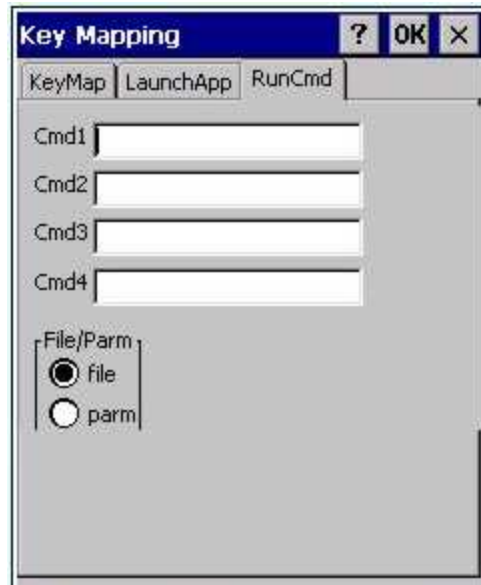 Key Mapping ? OK ×
KeyMap LaunchApp RunCmd
Cmd1
Cmd2
Cmd3
Cmd4
File/Parm
file
parm